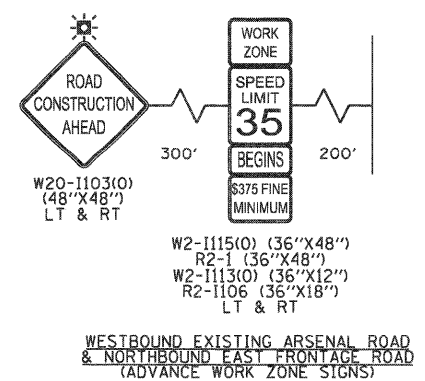 ROAD
CONSTRUCTION
AHEAD
300'
W20-I103(O)
(48"X48")
LT & RT
WORK
ZONE
SPEED
LIMIT
35
BEGINS
$375 FINE
MINIMUM
200'
W2-I115(O) (36"X48")
R2-1 (36"X48")
W2-I113(O) (36"X12")
R2-I106 (36"X18")
LT & RT
WESTBOUND EXISTING ARSENAL ROAD
& NORTHBOUND EAST FRONTAGE ROAD
(ADVANCE WORK ZONE SIGNS)